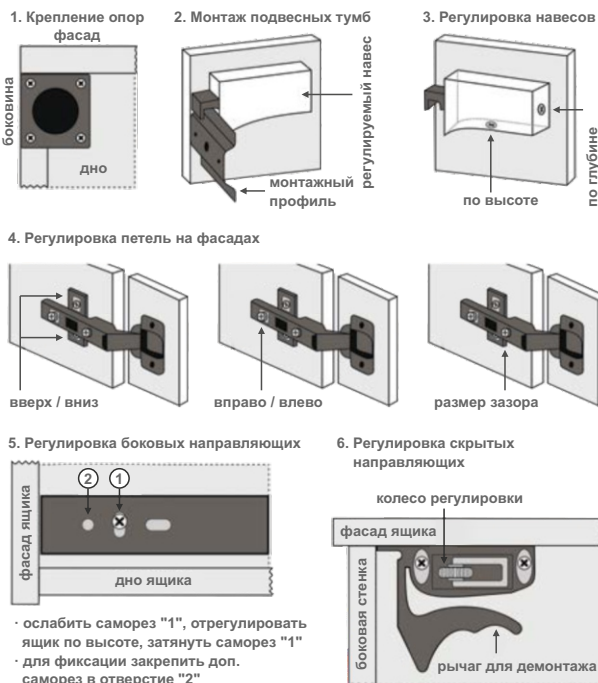 1. Крепление опор
фасад
боковина
дно
2. Монтаж подвесных тумб
регулируемый навес
монтажный
профиль
3. Регулировка навесов
по высоте
по глубине
4. Регулировка петель на фасадах
вверх / вниз
вправо / влево
размер зазора
5. Регулировка боковых направляющих
2
1
фасад ящика
дно ящика
· ослабить саморез "1", отрегулировать
ящик по высоте, затянуть саморез "1"
· для фиксации закрепить доп.
саморез в отверстие "2"
6. Регулировка скрытых
направляющих
колесо регулировки
фасад ящика
боковая стенка
рычаг для демонтажа